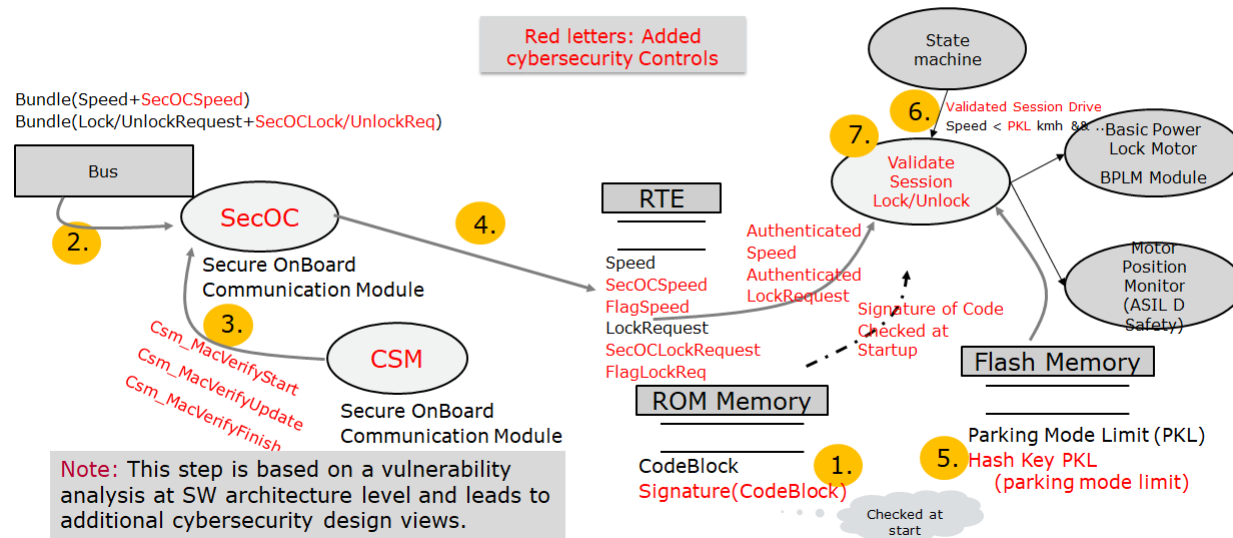 Red letters: Added
cybersecurity Controls
State
machine
Bundle(Speed+SecOCSpeed)
Bundle(Lock/UnlockRequest+SecOCLock/UnlockReq)
6.
Validated Session Drive
Speed < PKL kmh && ..
7.
Basic Power
Lock Motor
BPLM Module
Bus
Validate
Session
Lock/Unlock
RTE
SecOC
4.
2.
Authenticated
Speed
Authenticated
LockRequest
Motor
Position
Monitor
(ASIL D
Safety)
Secure OnBoard
Communication Module
Speed
SecOCSpeed
FlagSpeed
LockRequest
SecOCLockRequest
FlagLockReq
Signature of Code
Checked at
Startup
3.
Csm_MacVerifyStart
Csm_MacVerifyUpdate
Csm_MacVerifyFinish
CSM
Flash Memory
ROM Memory
Secure OnBoard
Communication Module
Parking Mode Limit (PKL)
Hash Key PKL
(parking mode limit)
5.
CodeBlock
Signature(CodeBlock)
1.
Note: This step is based on a vulnerability
analysis at SW architecture level and leads to
additional cybersecurity design views.
Checked at
start